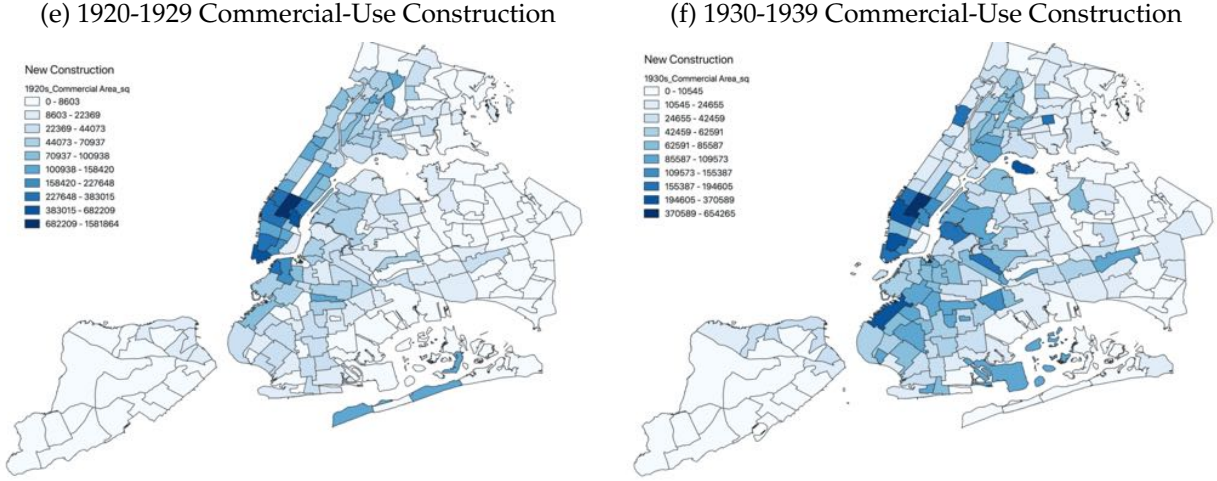 (e) 1920-1929 Commercial-Use Construction
New Construction
1920s_Commercial Area_sq
0 - 8603
8603 - 22369
22369 - 44073
44073 - 70937
70937 - 100938
100938 - 158420
158420 - 227648
227648 - 383015
383015 - 682209
682209 - 1581864
(f) 1930-1939 Commercial-Use Construction
New Construction
1930s_Commercial Area_sq
0 - 10545
10545 - 24655
24655 - 42459
42459 - 62591
62591 - 85587
85587 - 109573
109573 - 155387
155387 - 194605
194605 - 370589
370589 - 654265